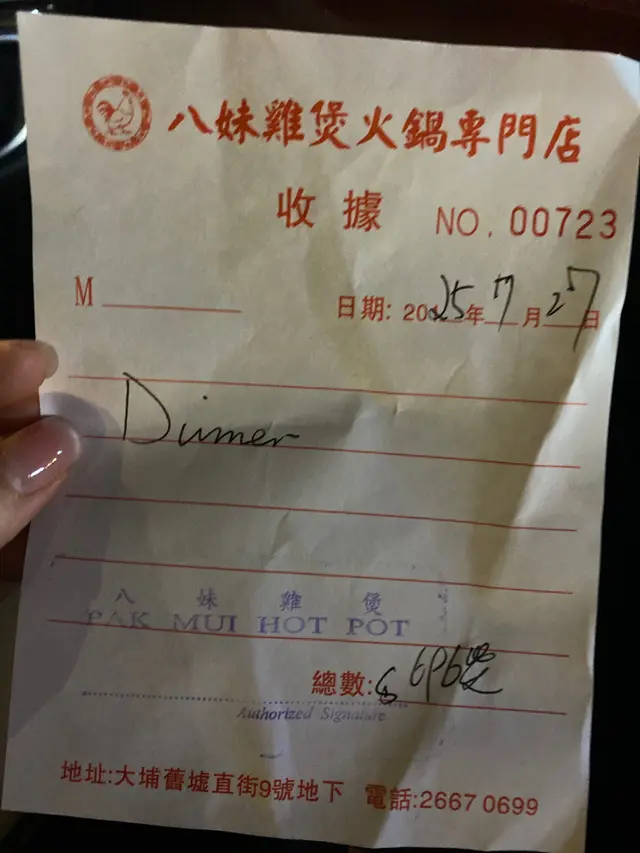 八妹雞煲火鍋專門店
收據 NO. 00723
M
日期: 2025年7月27日
Dinner
八妹雞煲
PAK MUI HOT POT
總數: $ 696
Authorized Signature
地址:大埔舊墟直街9號地下 電話:2667 0699